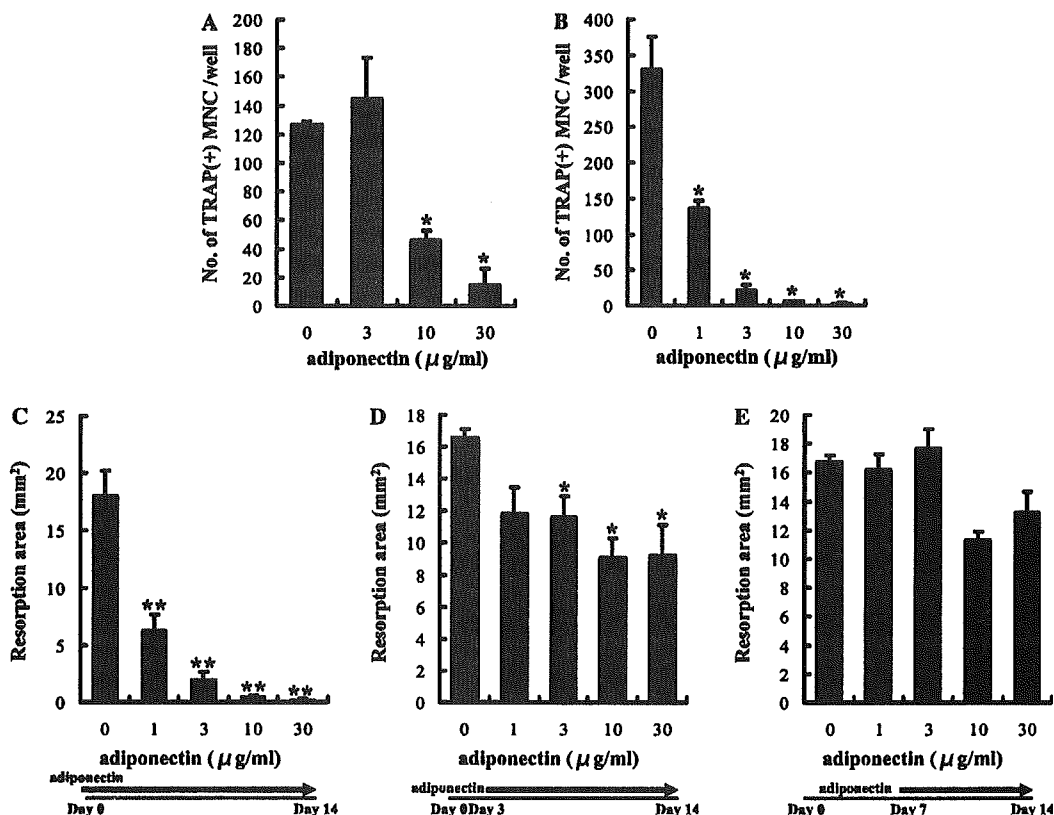 A
No. of TRAP(+) MNC /well
200
180
160
140
120
100
80
60
40
20
0
*
*
0 3 10 30
adiponectin ( μ g/ml)
B
No. of TRAP(+) MNC /well
400
350
300
250
200
150
100
50
0
*
*
*
*
0 1 3 10 30
adiponectin ( μ g/ml)
C
Resorption area (mm²)
25
20
15
10
5
0
**
**
**
**
0 1 3 10 30
adiponectin ( μ g/ml)
adiponectin
Day 0 Day 14
D
Resorption area (mm²)
18
16
14
12
10
8
6
4
2
0
*
*
*
0 1 3 10 30
adiponectin ( μ g/ml)
adiponectin
Day 0 Day 3 Day 14
E
Resorption area (mm²)
20
18
16
14
12
10
8
6
4
2
0
0 1 3 10 30
adiponectin ( μ g/ml)
adiponectin
Day 0 Day 7 Day 14